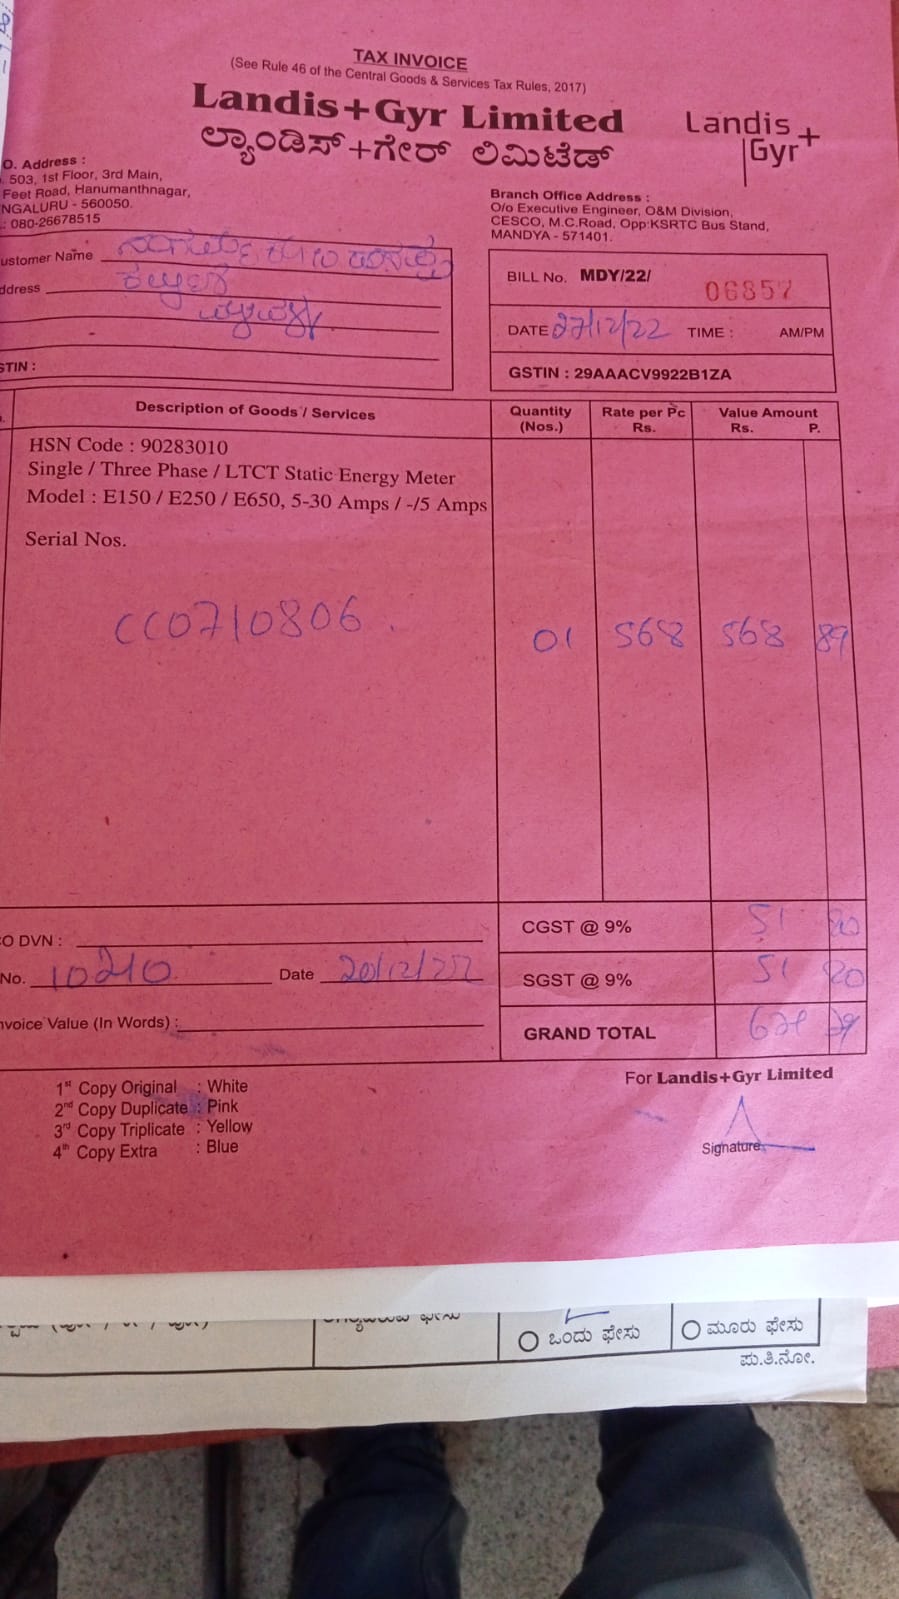 TAX INVOICE
(See Rule 46 of the Central Goods & Services Tax Rules, 2017)
Landis+Gyr Limited
ಲ್ಯಾಂಡಿಸ್+ಗೇರ್ ಲಿಮಿಟೆಡ್
Landis+
Gyr
O. Address :
503, 1st Floor, 3rd Main,
Feet Road, Hanumanthnagar,
NGALURU - 560050.
: 080-26678515
Branch Office Address :
O/o Executive Engineer, O&M Division,
CESCO, M.C.Road, Opp:KSRTC Bus Stand,
MANDYA - 571401.
ustomer Name
ddress
STIN :
BILL No. MDY/22/ 06857
DATE 27/12/22 TIME : AM/PM
GSTIN : 29AAACV9922B1ZA
Description of Goods / Services Quantity (Nos.) Rate per Pc Rs. Value Amount Rs. P.
HSN Code : 90283010
Single / Three Phase / LTCT Static Energy Meter
Model : E150 / E250 / E650, 5-30 Amps / -/5 Amps
Serial Nos.
CC0710806 . 01 568 568 89
CGST @ 9% 51 20
O DVN :
No. 10210 Date 20/12/22
SGST @ 9% 51 20
nvoice Value (In Words) :
GRAND TOTAL 671 29
1st Copy Original : White
2nd Copy Duplicate : Pink
3rd Copy Triplicate : Yellow
4th Copy Extra : Blue
For Landis+Gyr Limited
Signature
ಒಂದು ಫೇಸು
ಮೂರು ಫೇಸು
ಪು.ತಿ.ನೋ.